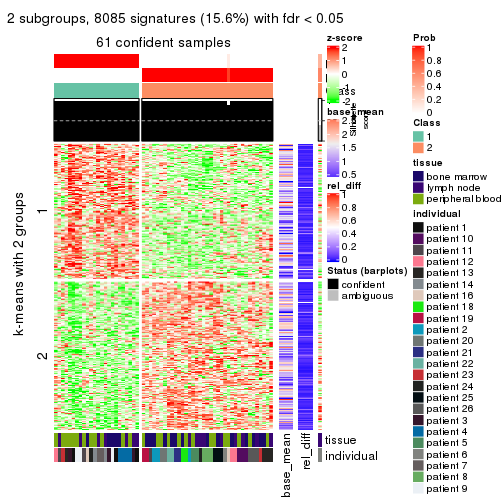 2 subgroups, 8085 signatures (15.6%) with fdr < 0.05
61 confident samples
k-means with 2 groups
1
2
base_mean
rel_diff
tissue
individual
z-score
2
1
0
-1
-2
base_mean
2.5
2
1.5
1
0.5
rel_diff
1
0.8
0.6
0.4
0.2
0
Status (barplots)
confident
ambiguous
Prob
1
0.8
0.6
0.4
0.2
0
Class
1
2
tissue
bone marrow
lymph node
peripheral blood
individual
patient 1
patient 10
patient 11
patient 12
patient 13
patient 14
patient 16
patient 18
patient 19
patient 2
patient 20
patient 21
patient 22
patient 23
patient 24
patient 25
patient 26
patient 3
patient 4
patient 5
patient 6
patient 7
patient 8
patient 9